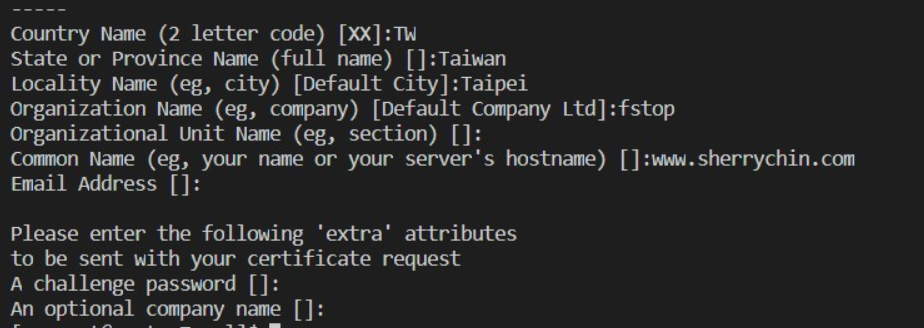 -----
Country Name (2 letter code) [XX]:TW
State or Province Name (full name) []:Taiwan
Locality Name (eg, city) [Default City]:Taipei
Organization Name (eg, company) [Default Company Ltd]:fstop
Organizational Unit Name (eg, section) []:
Common Name (eg, your name or your server's hostname) []:www.sherrychin.com
Email Address []:
Please enter the following 'extra' attributes
to be sent with your certificate request
A challenge password []:
An optional company name []: